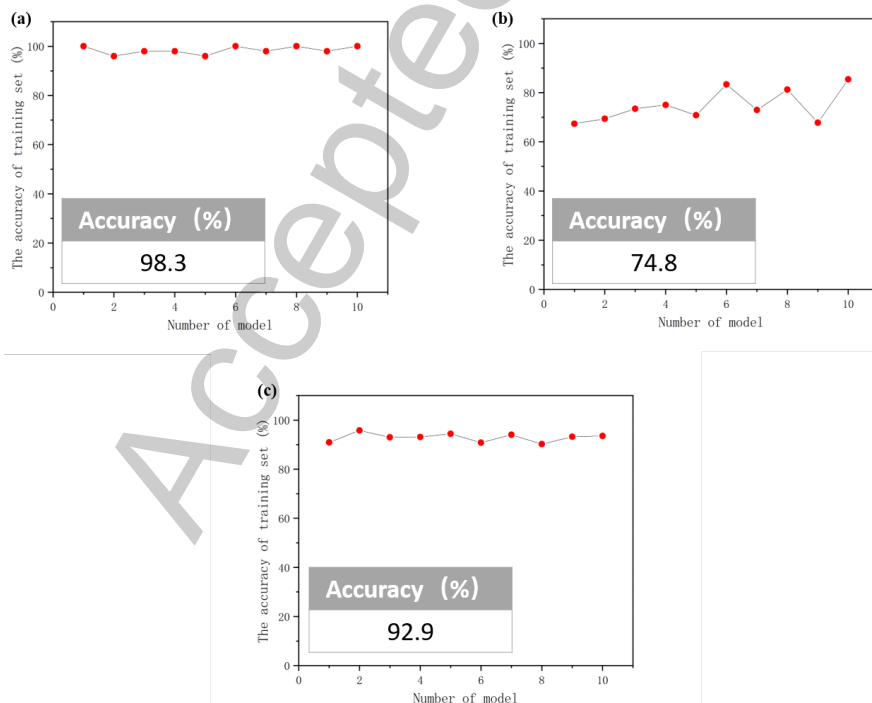 (a)
The accuracy of training set (%)
100
80
60
40
20
0
Accuracy (%)
98.3
0 2 4 6 8 10
Number of model
(b)
The accuracy of training set (%)
100
80
60
40
20
0
Accuracy (%)
74.8
0 2 4 6 8 10
Number of model
(c)
The accuracy of training set (%)
100
80
60
40
20
0
Accuracy (%)
92.9
0 2 4 6 8 10
Number of model
Accepted